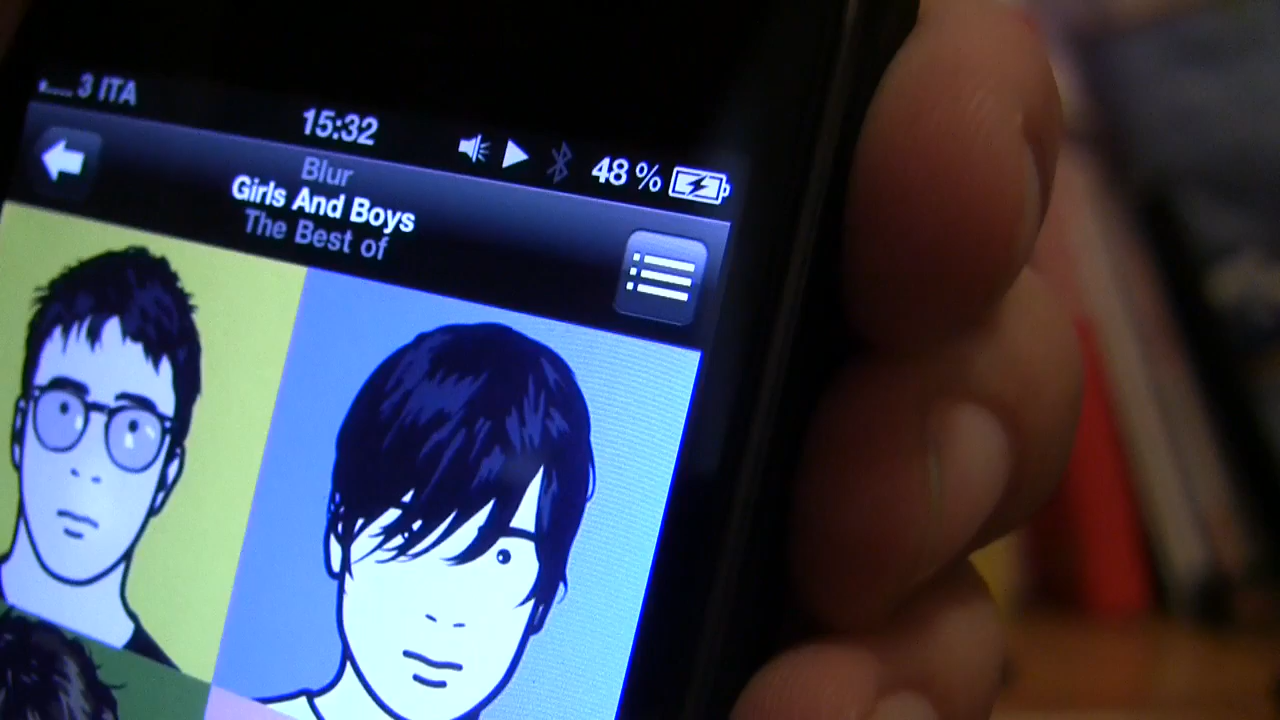 3 ITA
15:32
48 %
Blur
Girls And Boys
The Best of